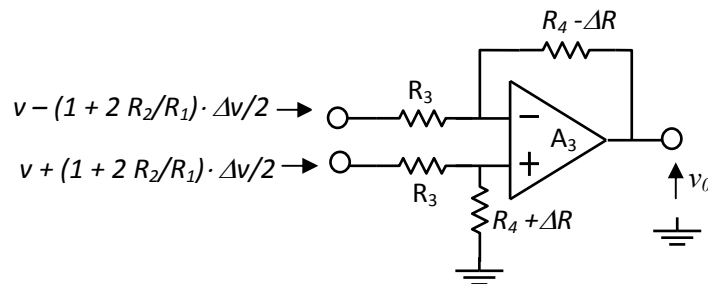 R4 -ΔR
v – (1 + 2 R2/R1)· Δv/2
R3
–
A3
v + (1 + 2 R2/R1)· Δv/2
+
R3
R4 +ΔR
v0